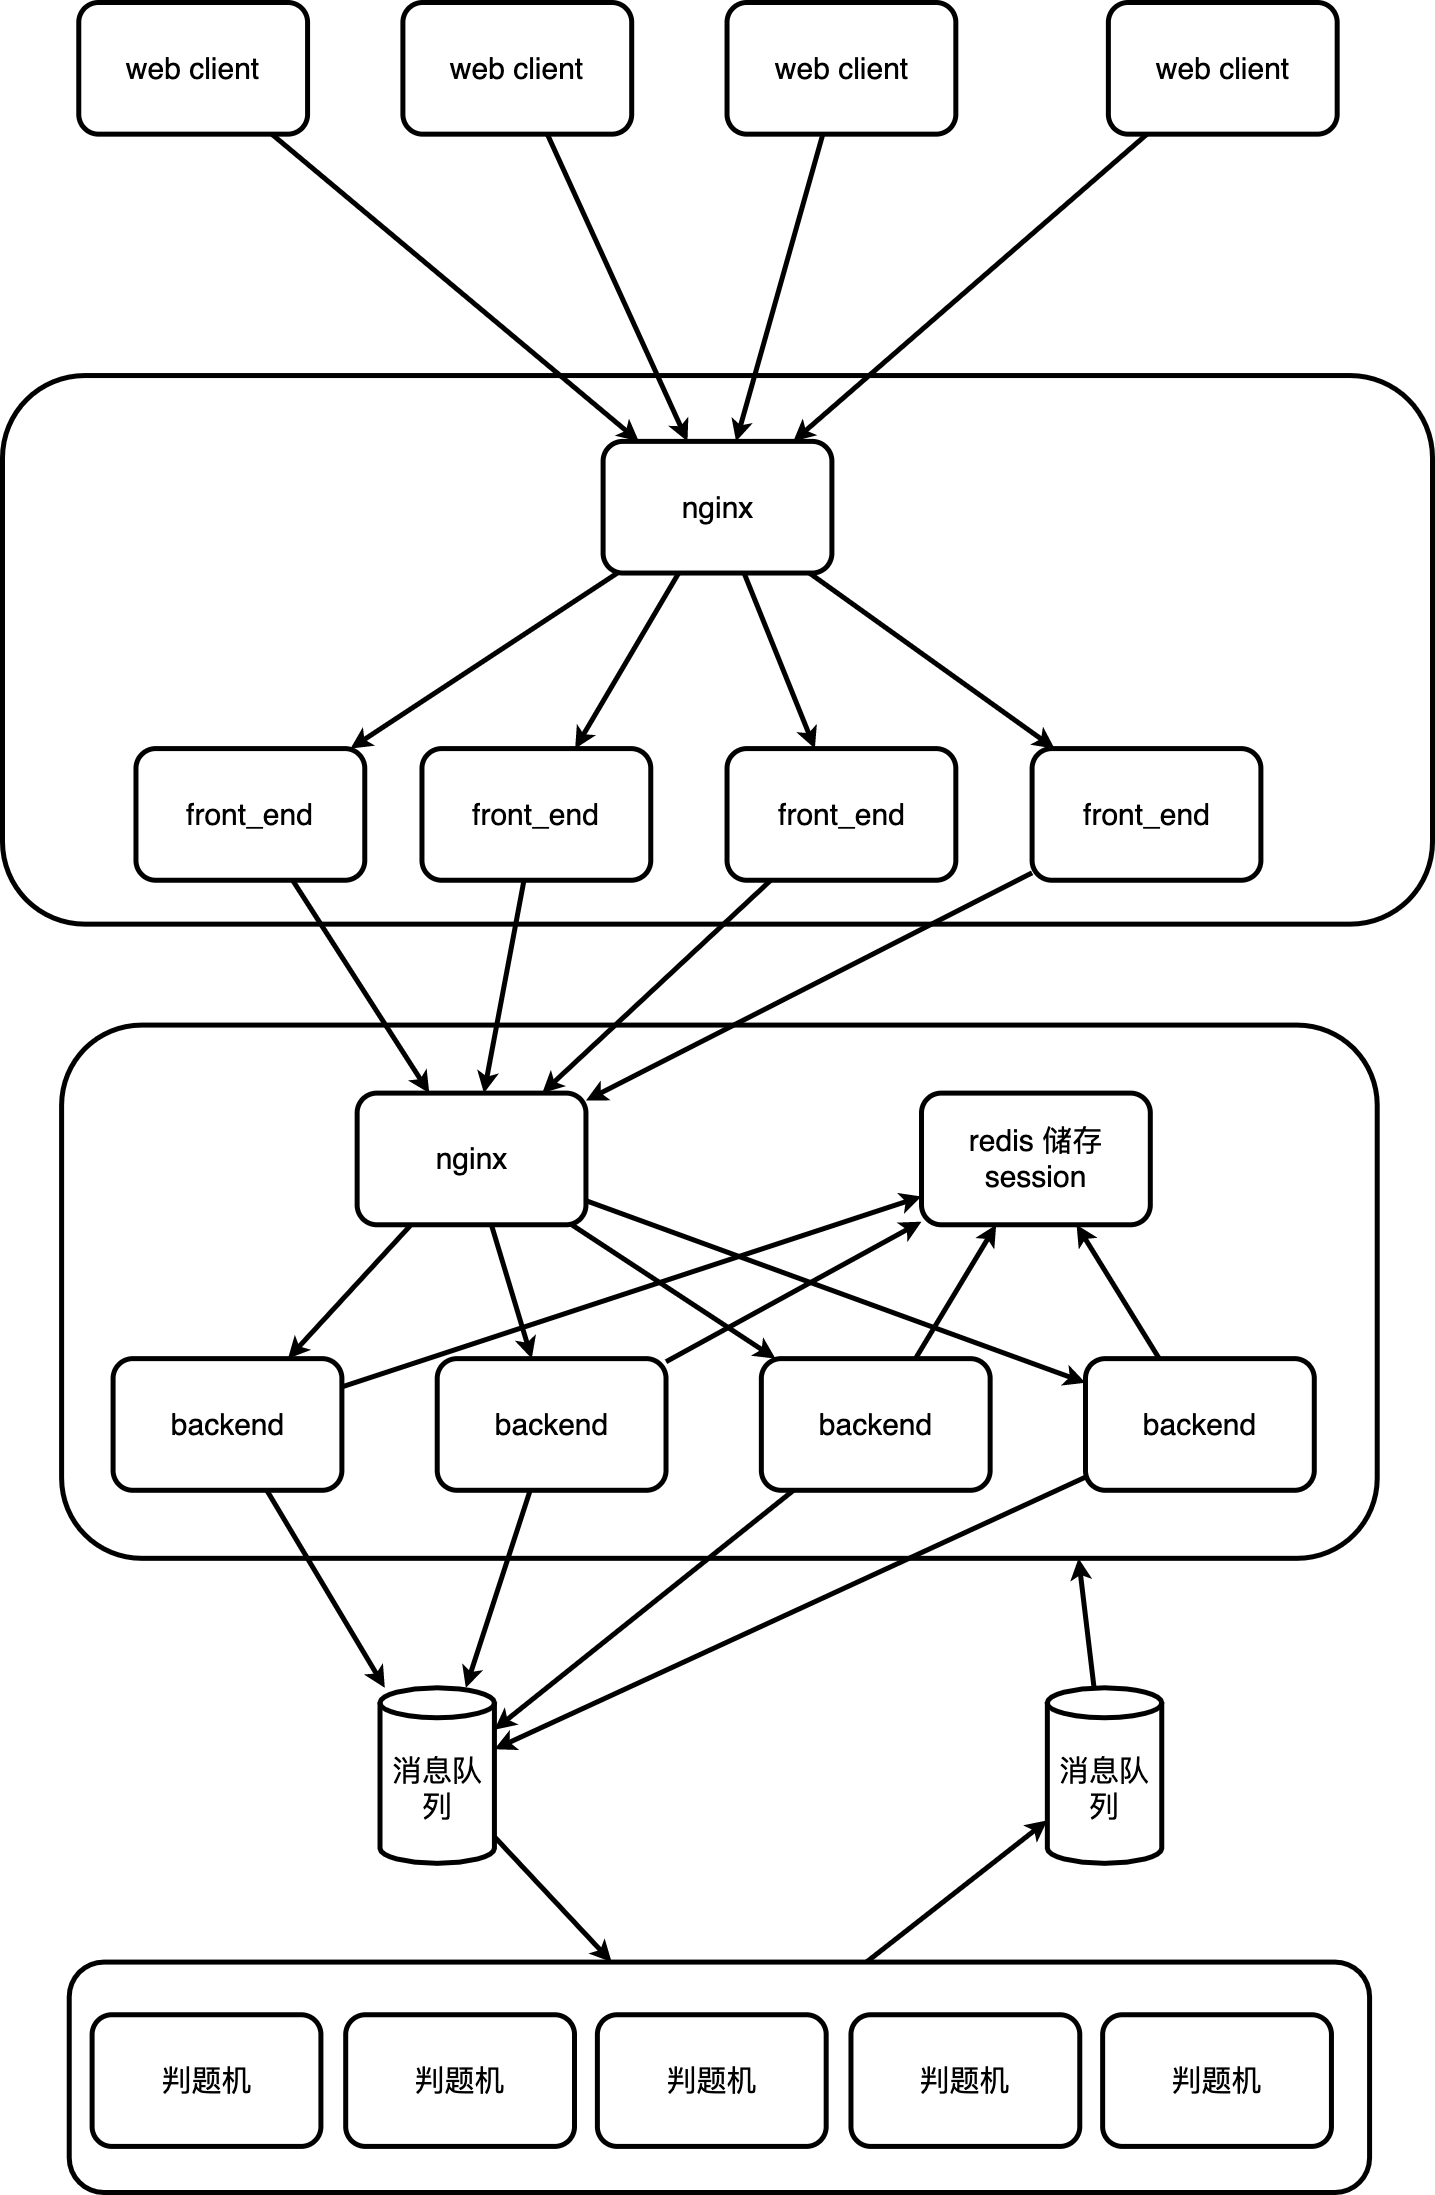 web client
web client
web client
web client
nginx
front_end
front_end
front_end
front_end
nginx
redis 储存
session
backend
backend
backend
backend
消息队
列
消息队
列
判题机
判题机
判题机
判题机
判题机